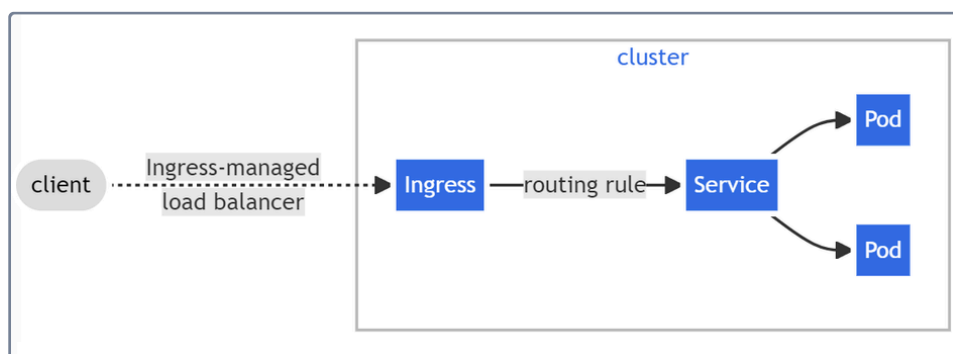 cluster
Pod
client
Ingress-managed
load balancer
Ingress
routing rule
Service
Pod